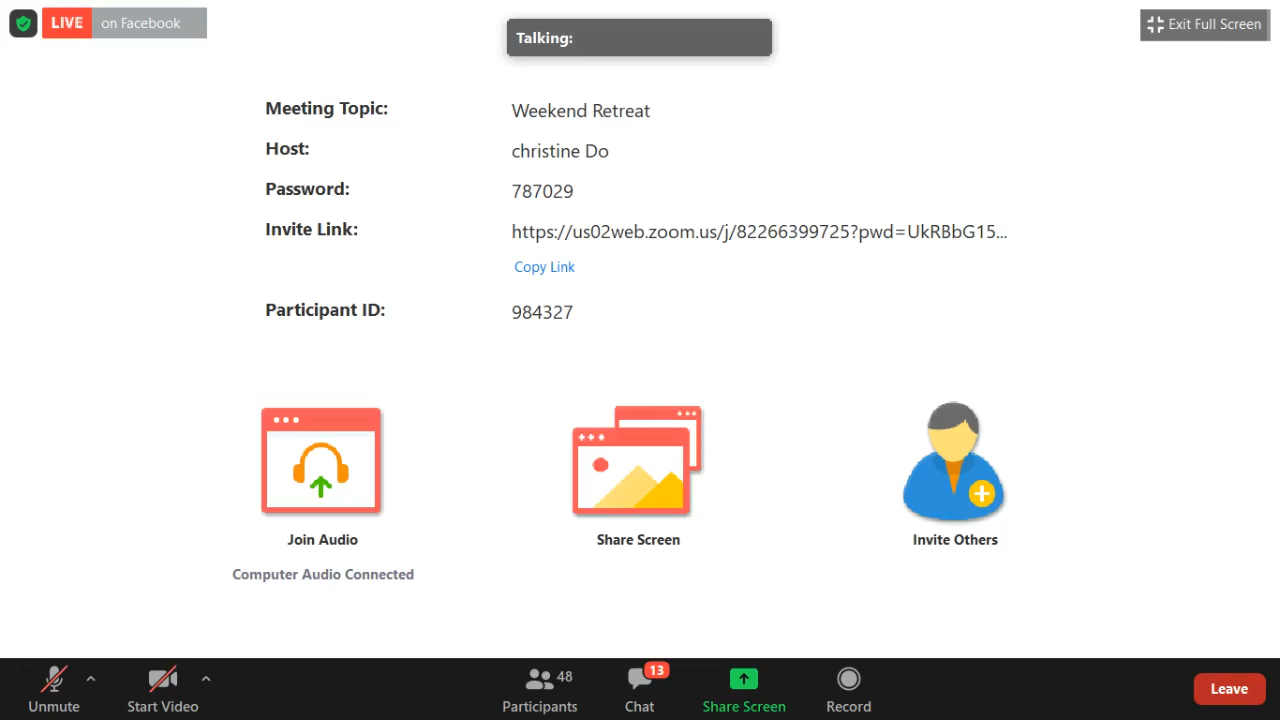 LIVE on Facebook
Talking:
Exit Full Screen
Meeting Topic: Weekend Retreat
Host: christine Do
Password: 787029
Invite Link: https://us02web.zoom.us/j/82266399725?pwd=UkRBbG15...
Copy Link
Participant ID: 984327
Join Audio
Share Screen
Invite Others
Computer Audio Connected
48
13
Unmute
Start Video
Participants
Chat
Share Screen
Record
Leave